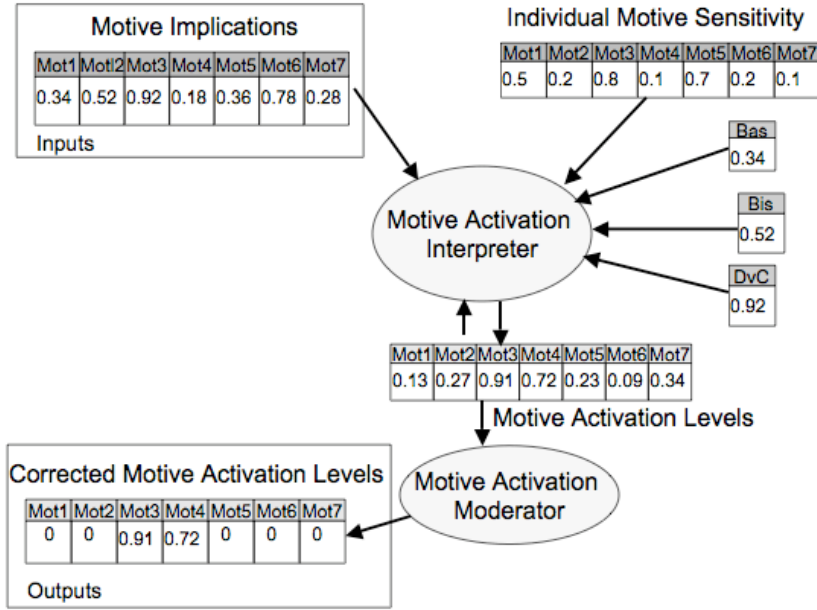 Motive Implications
Mot1 Motl2 Mot3 Mot4 Mot5 Mot6 Mot7
0.34 0.52 0.92 0.18 0.36 0.78 0.28
Inputs
Individual Motive Sensitivity
Mot1 Mot2 Mot3 Mot4 Mot5 Mot6 Mot7
0.5 0.2 0.8 0.1 0.7 0.2 0.1
Bas
0.34
Bis
0.52
DvC
0.92
Motive Activation
Interpreter
Mot1 Mot2 Mot3 Mot4 Mot5 Mot6 Mot7
0.13 0.27 0.91 0.72 0.23 0.09 0.34
Motive Activation Levels
Motive Activation
Moderator
Corrected Motive Activation Levels
Mot1 Mot2 Mot3 Mot4 Mot5 Mot6 Mot7
0 0 0.91 0.72 0 0 0
Outputs